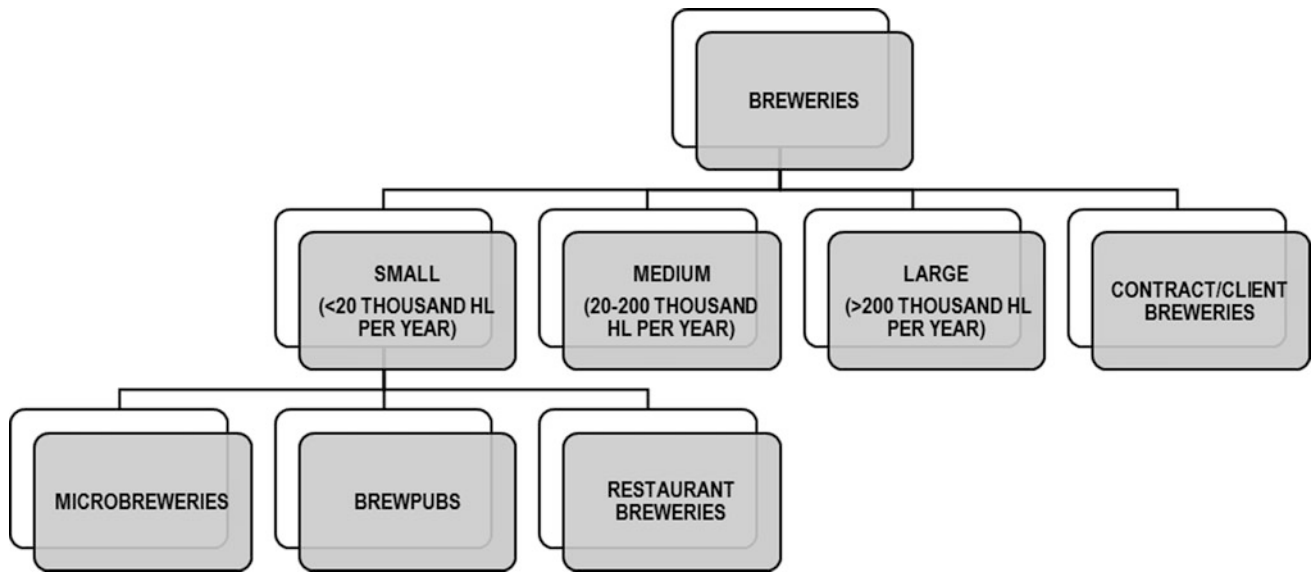 BREWERIES
SMALL
(<20 THOUSAND HL
PER YEAR)
MEDIUM
(20-200 THOUSAND
HL PER YEAR)
LARGE
(>200 THOUSAND HL
PER YEAR)
CONTRACT/CLIENT
BREWERIES
MICROBREWERIES
BREWPUBS
RESTAURANT
BREWERIES